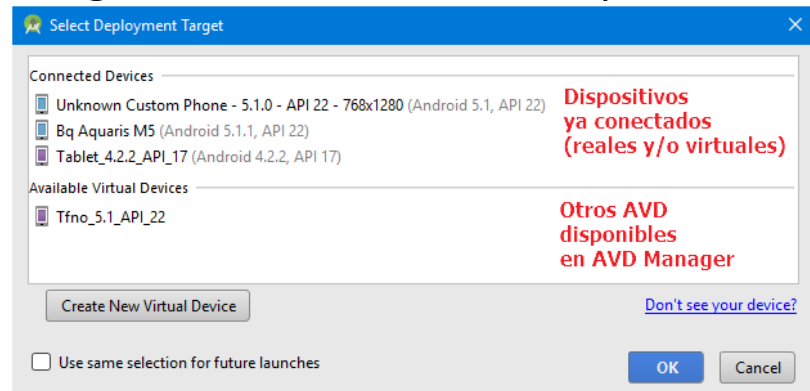 Select Deployment Target
Connected Devices
Unknown Custom Phone - 5.1.0 - API 22 - 768x1280 (Android 5.1, API 22)
Bq Aquaris M5 (Android 5.1.1, API 22)
Tablet_4.2.2_API_17 (Android 4.2.2, API 17)
Dispositivos
ya conectados
(reales y/o virtuales)
Available Virtual Devices
Tfno_5.1_API_22
Otros AVD
disponibles
en AVD Manager
Create New Virtual Device
Don't see your device?
Use same selection for future launches
OK
Cancel